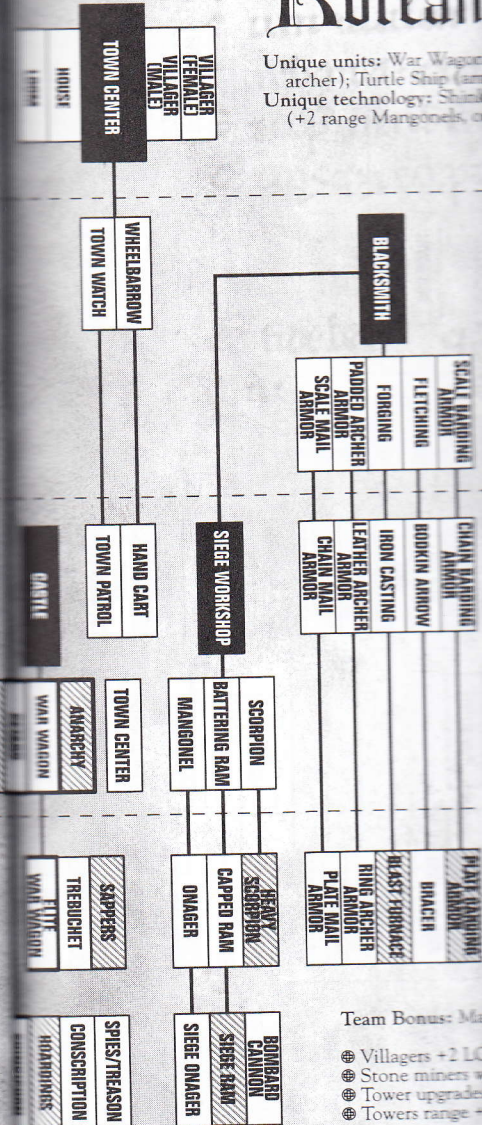 Korean
Unique units: War Wagon
archer); Turtle Ship
Unique technology:
(+2 range Mangonels,
VILLAGER
(FEMALE)
VILLAGER
(MALE)
TOWN CENTER
HOUSE
WHEELBARROW
TOWN WATCH
HAND CART
TOWN PATROL
TOWN CENTER
CASTLE
ANARCHY
WAR WAGON
SAPPERS
TREBUCHET
ELITE
WAR WAGON
SPIES/TREASON
CONSCRIPTION
HOARDINGS
BLACKSMITH
SCALE BARDING
ARMOR
FLETCHING
FORGING
PADDED ARCHER
ARMOR
SCALE MAIL
ARMOR
CHAIN BARDING
ARMOR
BODKIN ARROW
IRON CASTING
LEATHER ARCHER
ARMOR
CHAIN MAIL
ARMOR
PLATE BARDING
ARMOR
BRACER
BLAST FURNACE
RING ARCHER
ARMOR
PLATE MAIL
ARMOR
SIEGE WORKSHOP
SCORPION
BATTERING RAM
MANGONEL
HEAVY
SCORPION
CAPPED RAM
ONAGER
BOMBARD
CANNON
SIEGE RAM
SIEGE ONAGER
Team Bonus:
Villagers +2
Stone miners
Tower upgrades
Towers range +